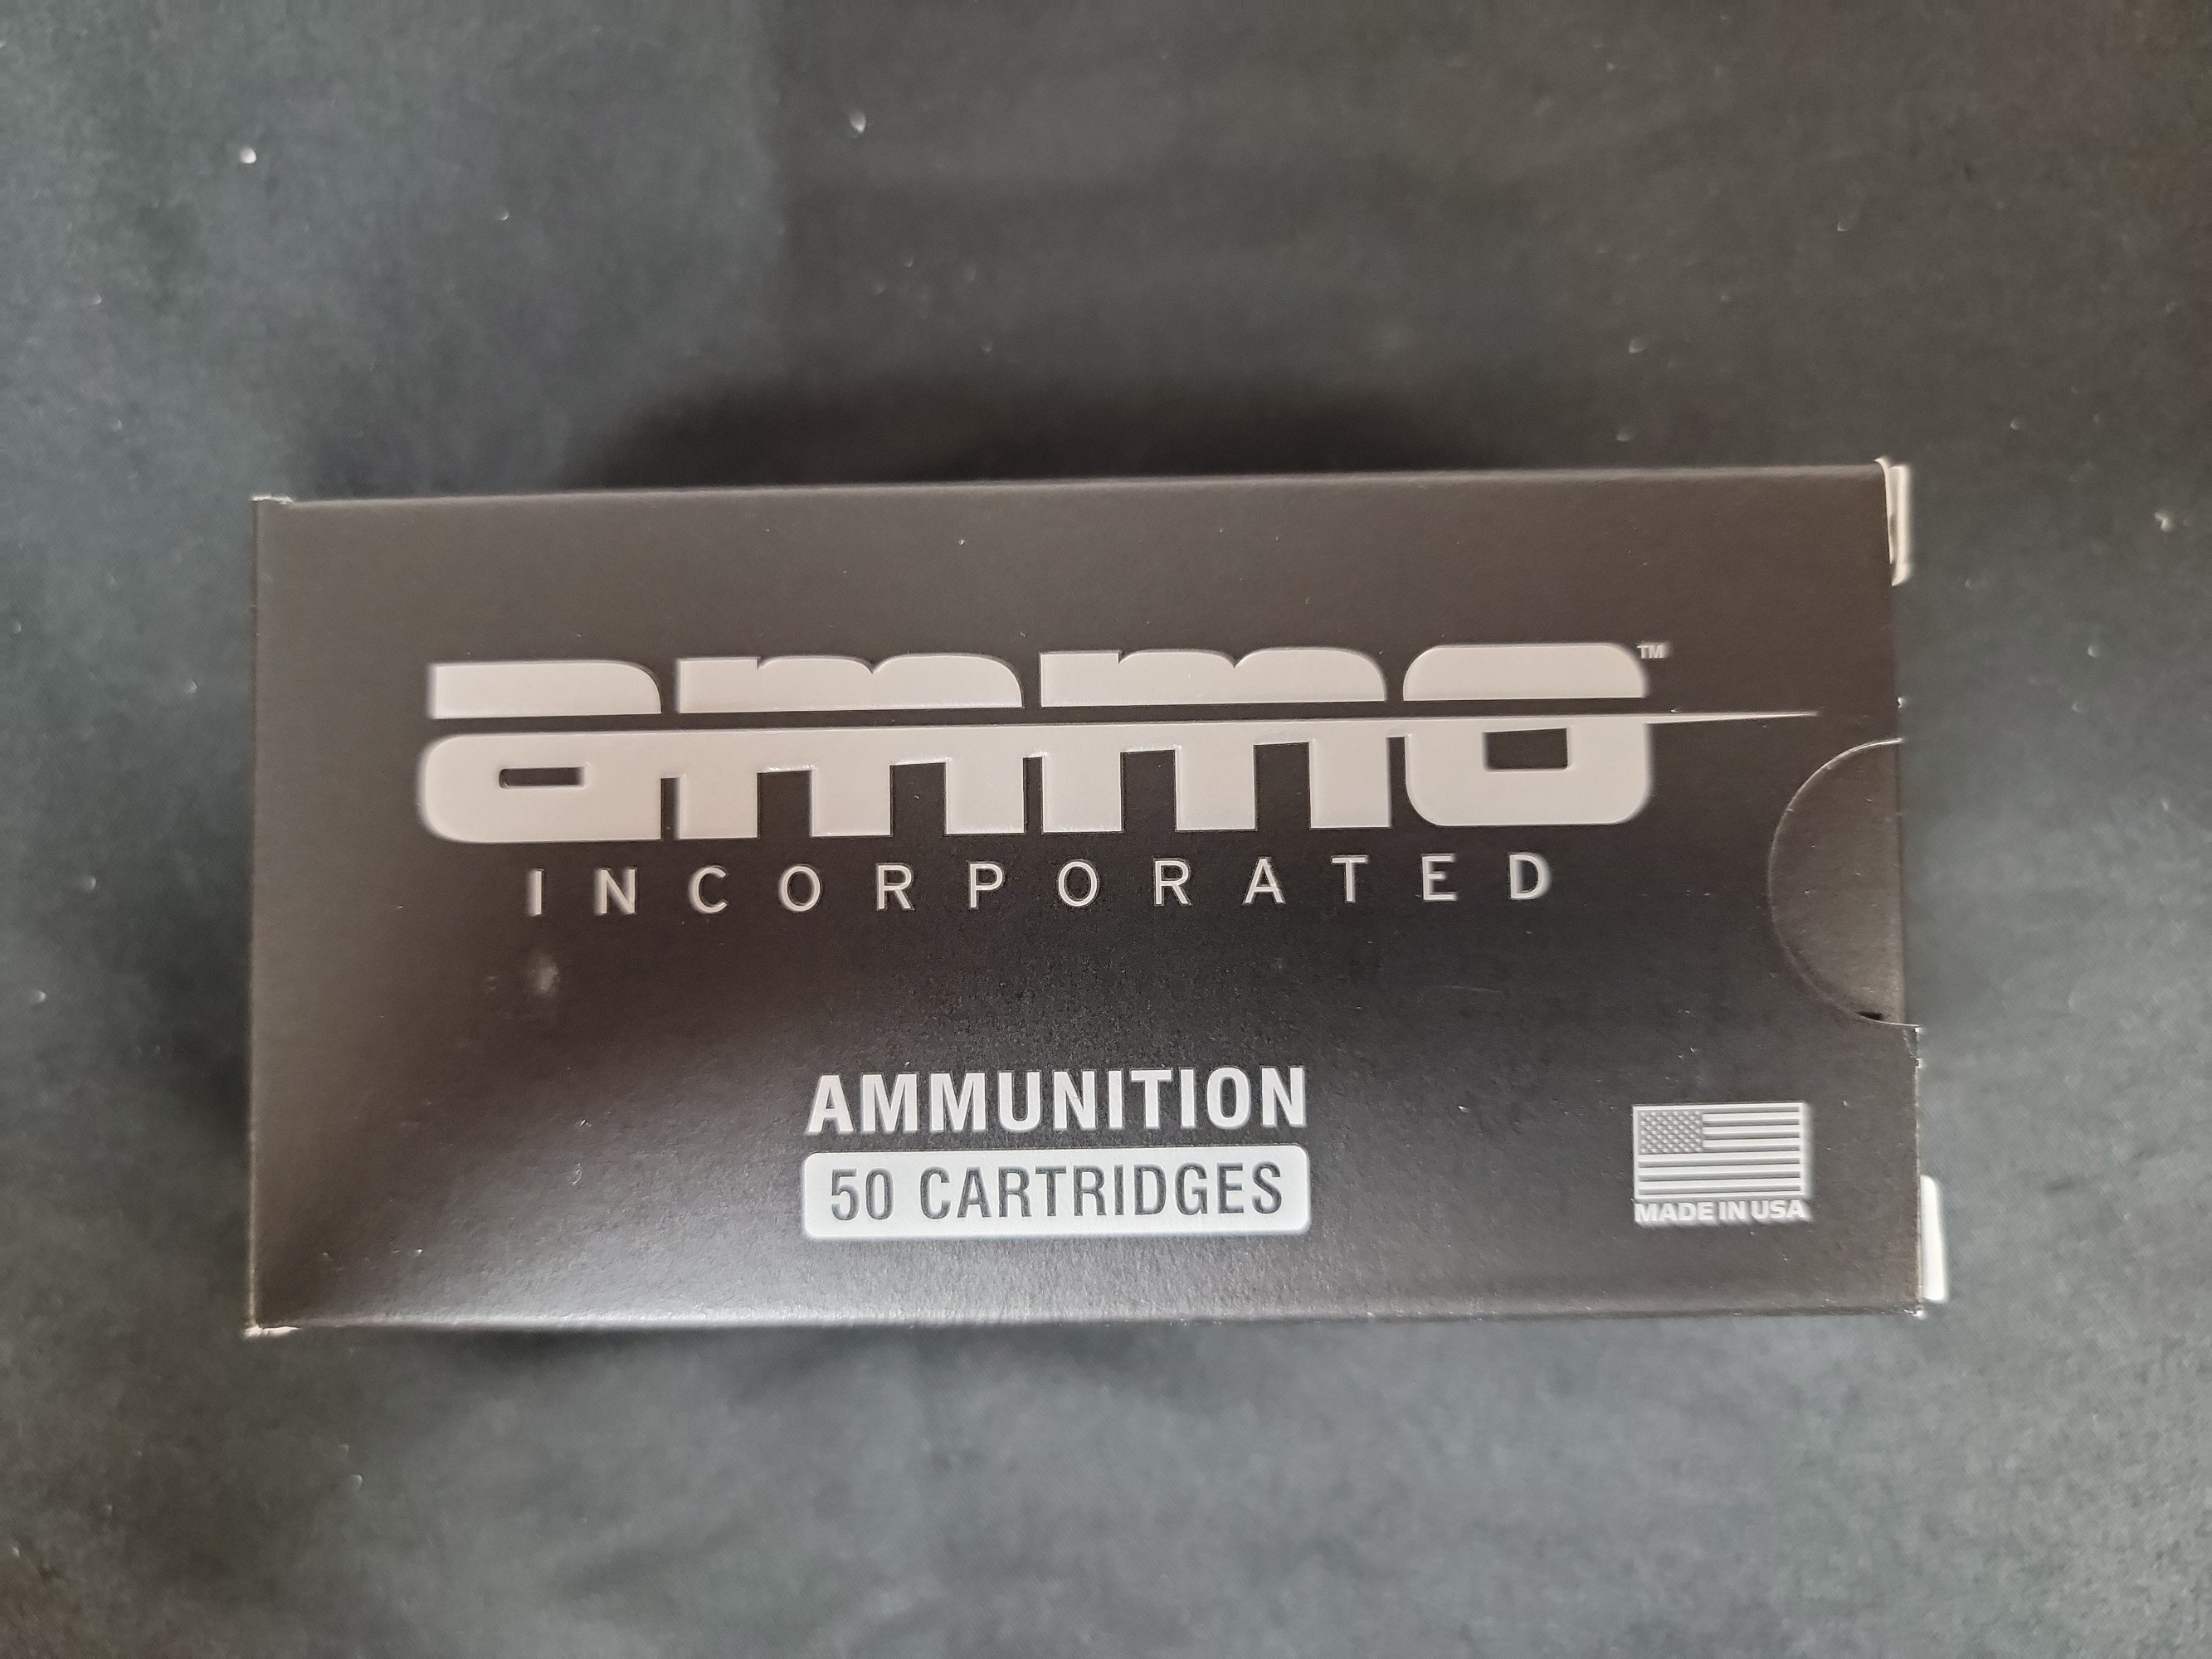 ammo™
INCORPORATED
AMMUNITION
50 CARTRIDGES
MADE IN USA